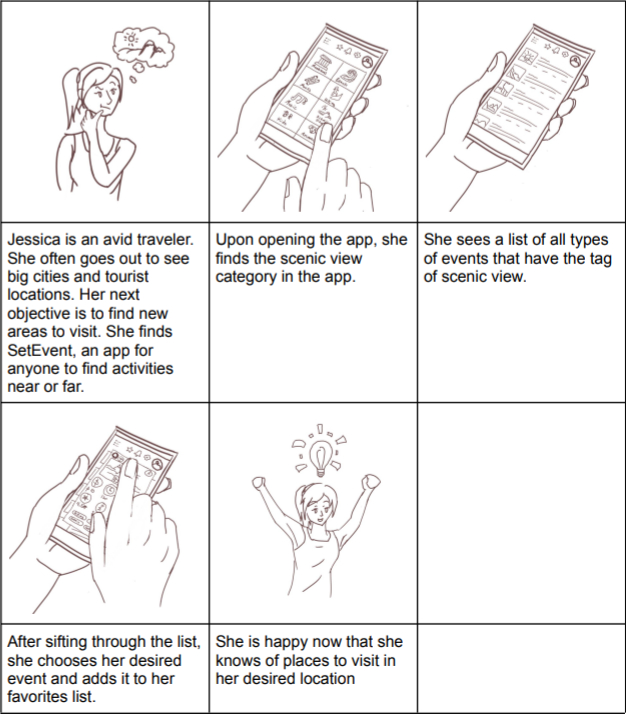 Jessica is an avid traveler.
She often goes out to see
big cities and tourist
locations. Her next
objective is to find new
areas to visit. She finds
SetEvent, an app for
anyone to find activities
near or far.
Upon opening the app, she
finds the scenic view
category in the app.
She sees a list of all types
of events that have the tag
of scenic view.
After sifting through the list,
she chooses her desired
event and adds it to her
favorites list.
She is happy now that she
knows of places to visit in
her desired location